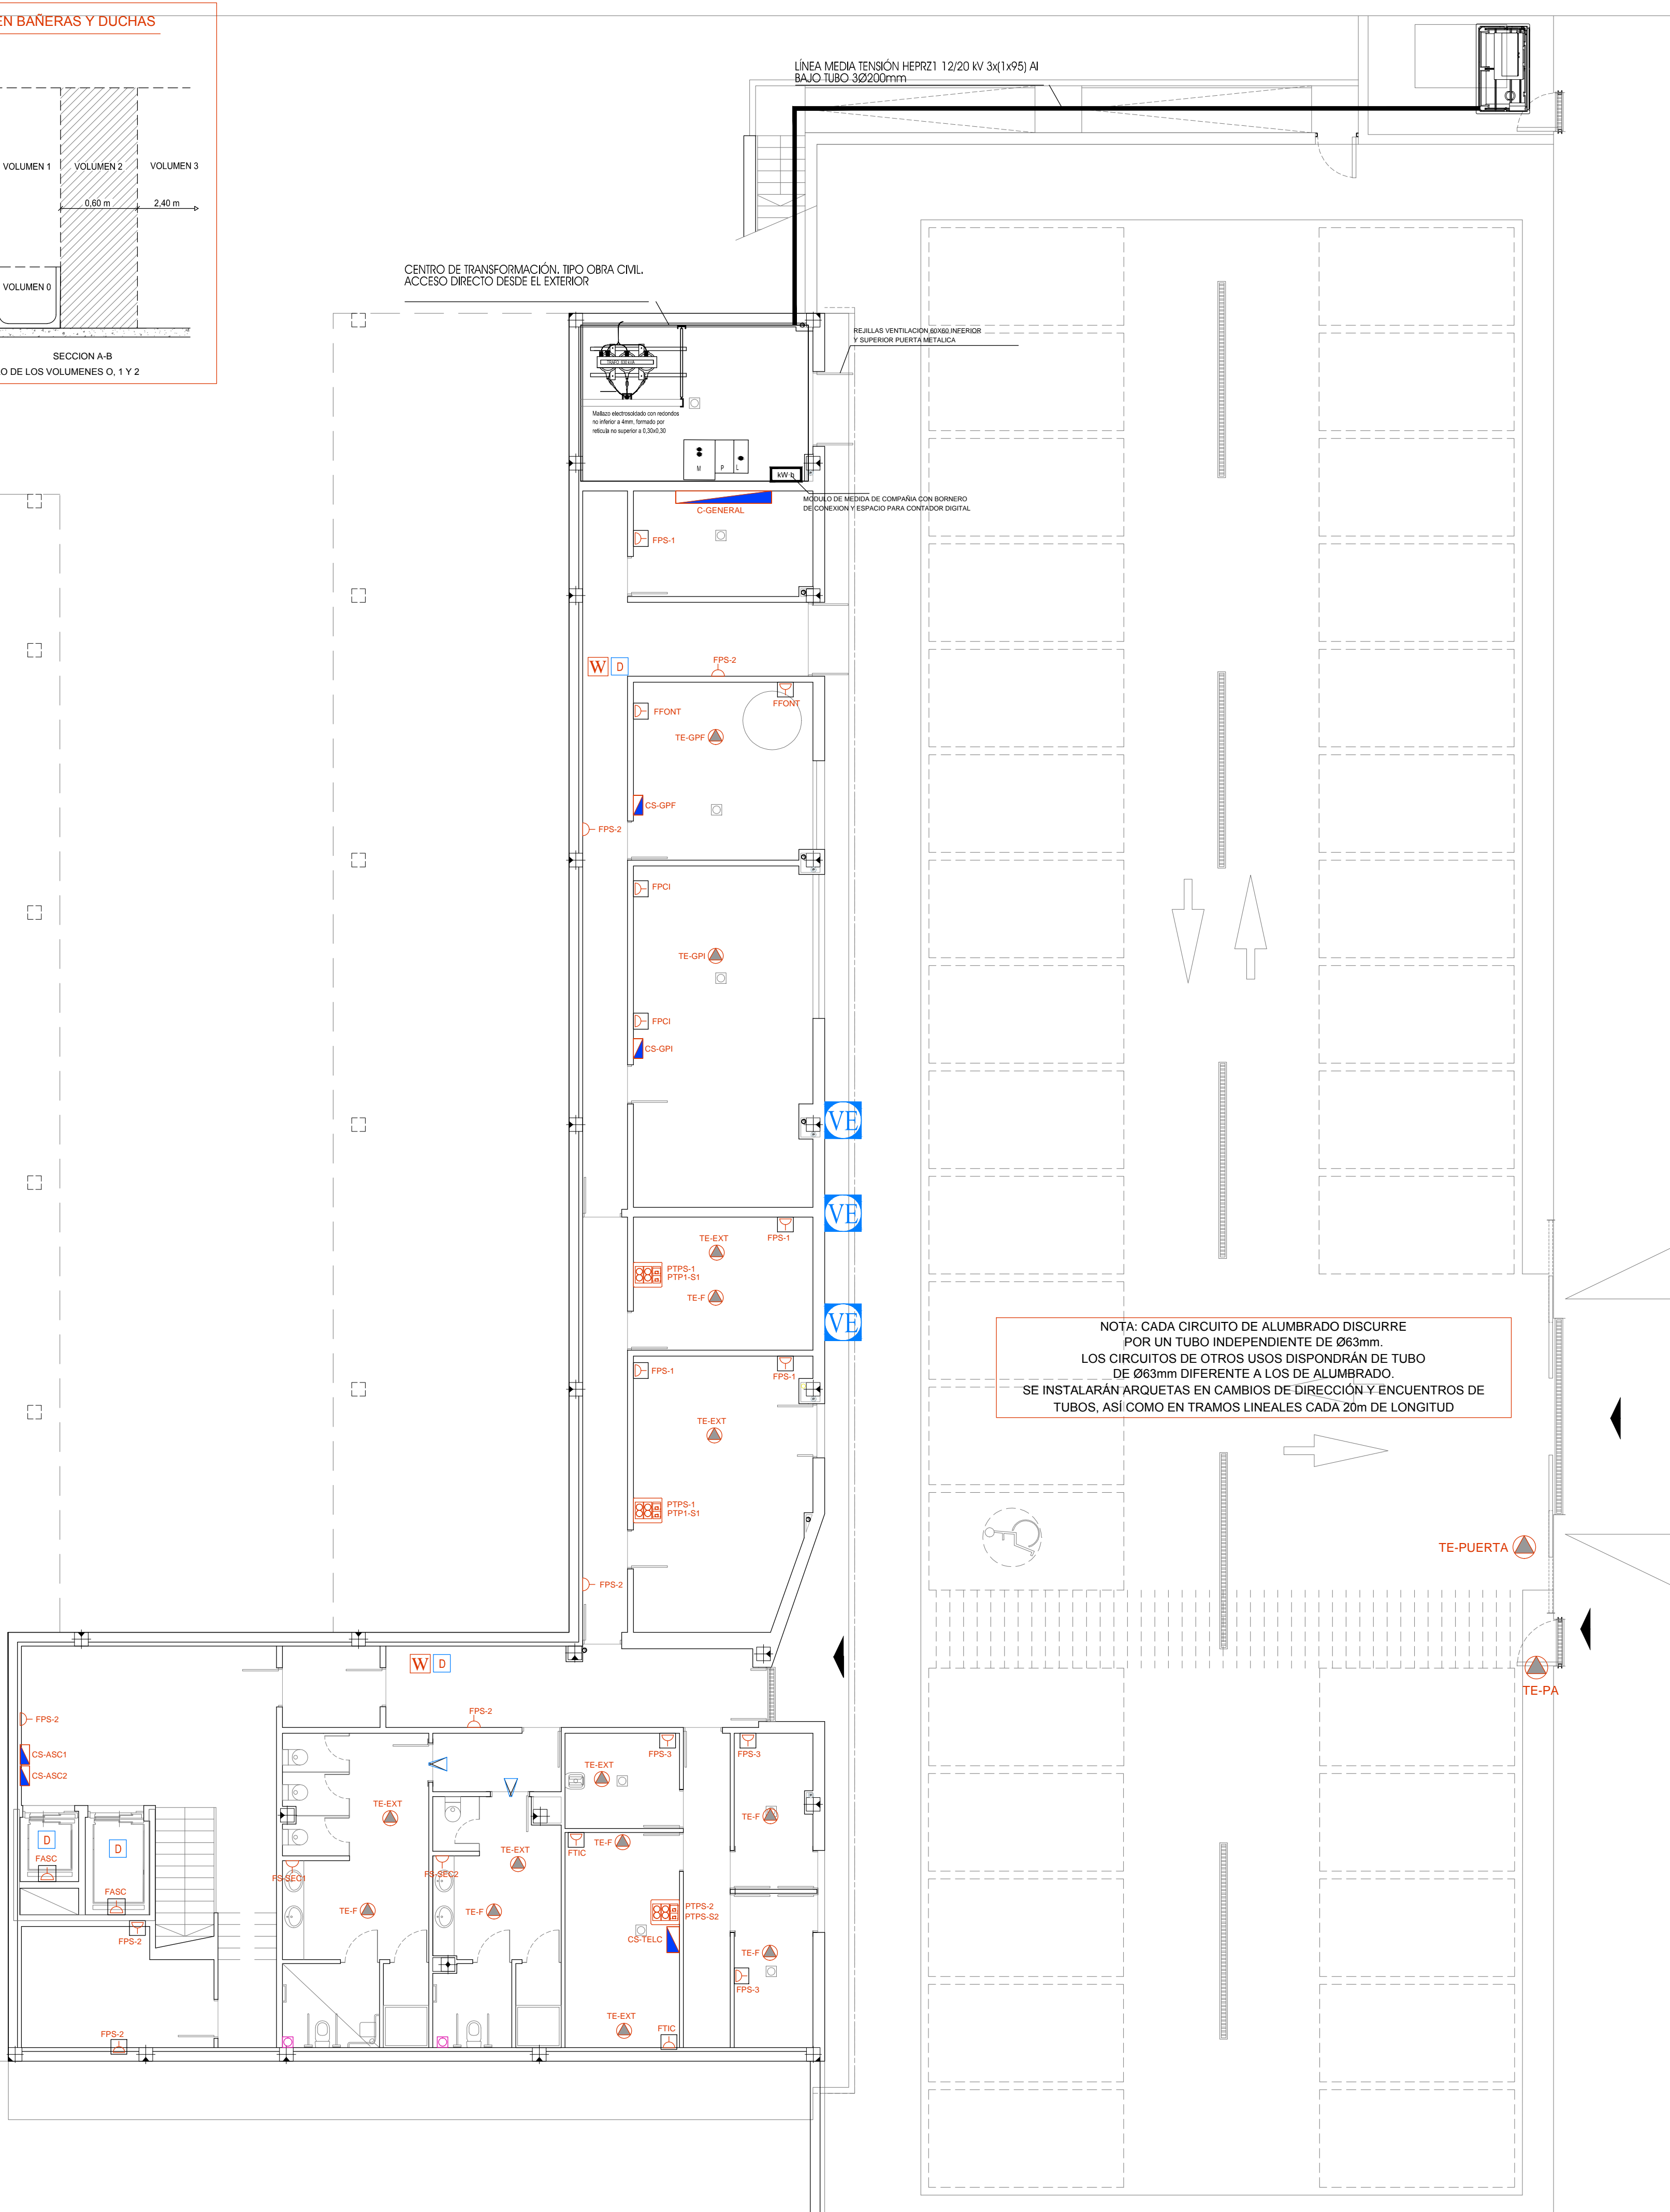 EN BAÑERAS Y DUCHAS
VOLUMEN 1
VOLUMEN 2
VOLUMEN 3
0,60 m
2,40 m
VOLUMEN 0
SECCION A-B
O DE LOS VOLUMENES O, 1 Y 2
LÍNEA MEDIA TENSIÓN HEPRZ1 12/20 kV 3x(1x95) Al
BAJO TUBO 3Ø200mm
CENTRO DE TRANSFORMACIÓN. TIPO OBRA CIVIL.
ACCESO DIRECTO DESDE EL EXTERIOR
REJILLAS VENTILACION 60X60 INFERIOR
Y SUPERIOR PUERTA METALICA
Mallazo electrosoldado con redondos
no inferior a 4mm, formado por
reticula no superior a 0,30x0,30
M
P
L
kW·h
MODULO DE MEDIDA DE COMPAÑIA CON BORNERO
DE CONEXION Y ESPACIO PARA CONTADOR DIGITAL
C-GENERAL
FPS-1
W
D
FPS-2
FFONT
FFONT
TE-GPF
CS-GPF
FPS-2
FPCI
TE-GPI
FPCI
CS-GPI
VE
VE
TE-EXT
FPS-1
PTPS-1
PTP1-S1
TE-F
VE
FPS-1
FPS-1
TE-EXT
PTPS-1
PTP1-S1
FPS-2
NOTA: CADA CIRCUITO DE ALUMBRADO DISCURRE
POR UN TUBO INDEPENDIENTE DE Ø63mm.
LOS CIRCUITOS DE OTROS USOS DISPONDRÁN DE TUBO
DE Ø63mm DIFERENTE A LOS DE ALUMBRADO.
SE INSTALARÁN ARQUETAS EN CAMBIOS DE DIRECCIÓN Y ENCUENTROS DE
TUBOS, ASÍ COMO EN TRAMOS LINEALES CADA 20m DE LONGITUD
TE-PUERTA
TE-PA
W
D
FPS-2
FPS-2
CS-ASC1
CS-ASC2
FPS-3
FPS-3
TE-EXT
TE-EXT
TE-F
D
D
FASC
FASC
TE-F
FTIC
TE-EXT
FS-SEC1
FS-SEC2
TE-F
TE-F
PTPS-2
PTPS-S2
CS-TELC
FPS-2
TE-F
FPS-3
TE-EXT
FTIC
FPS-2